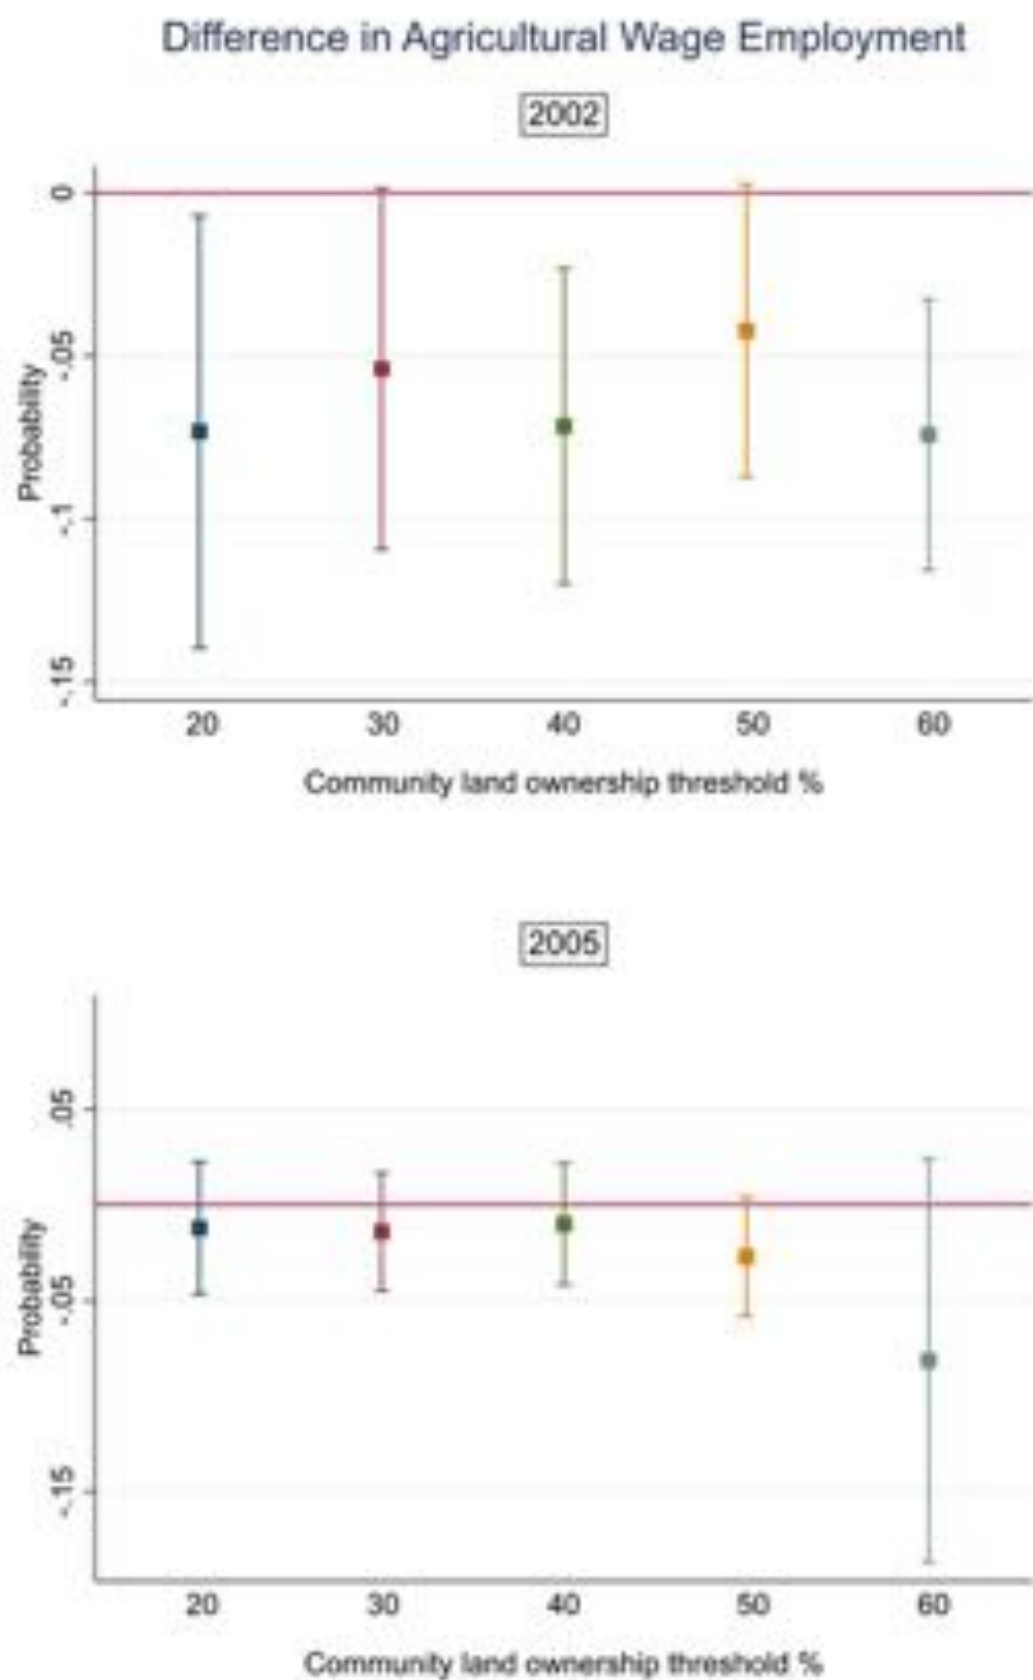 Difference in Agricultural Wage Employment
2002
Probability
0
-.05
-.1
-.15
20 30 40 50 60
Community land ownership threshold %
2005
Probability
.05
-.05
-.15
20 30 40 50 60
Community land ownership threshold %